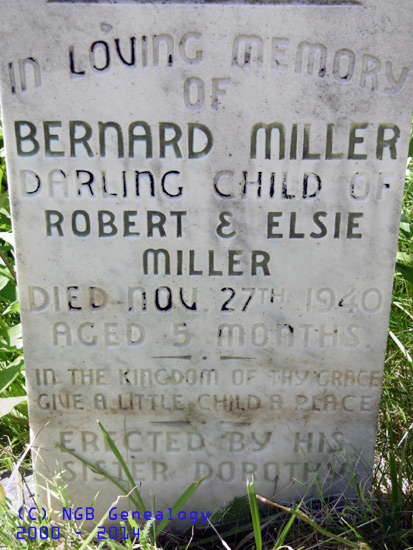 IN LOVING MEMORY
OF
BERNARD MILLER
DARLING CHILD OF
ROBERT & ELSIE
MILLER
DIED NOV 27TH 1940
AGED 5 MONTHS
IN THE KINGDOM OF THY GRACE
GIVE A LITTLE CHILD A PLACE
ERECTED BY HIS
SISTER DOROTHY
(C) NGB Genealogy
2000 - 2014